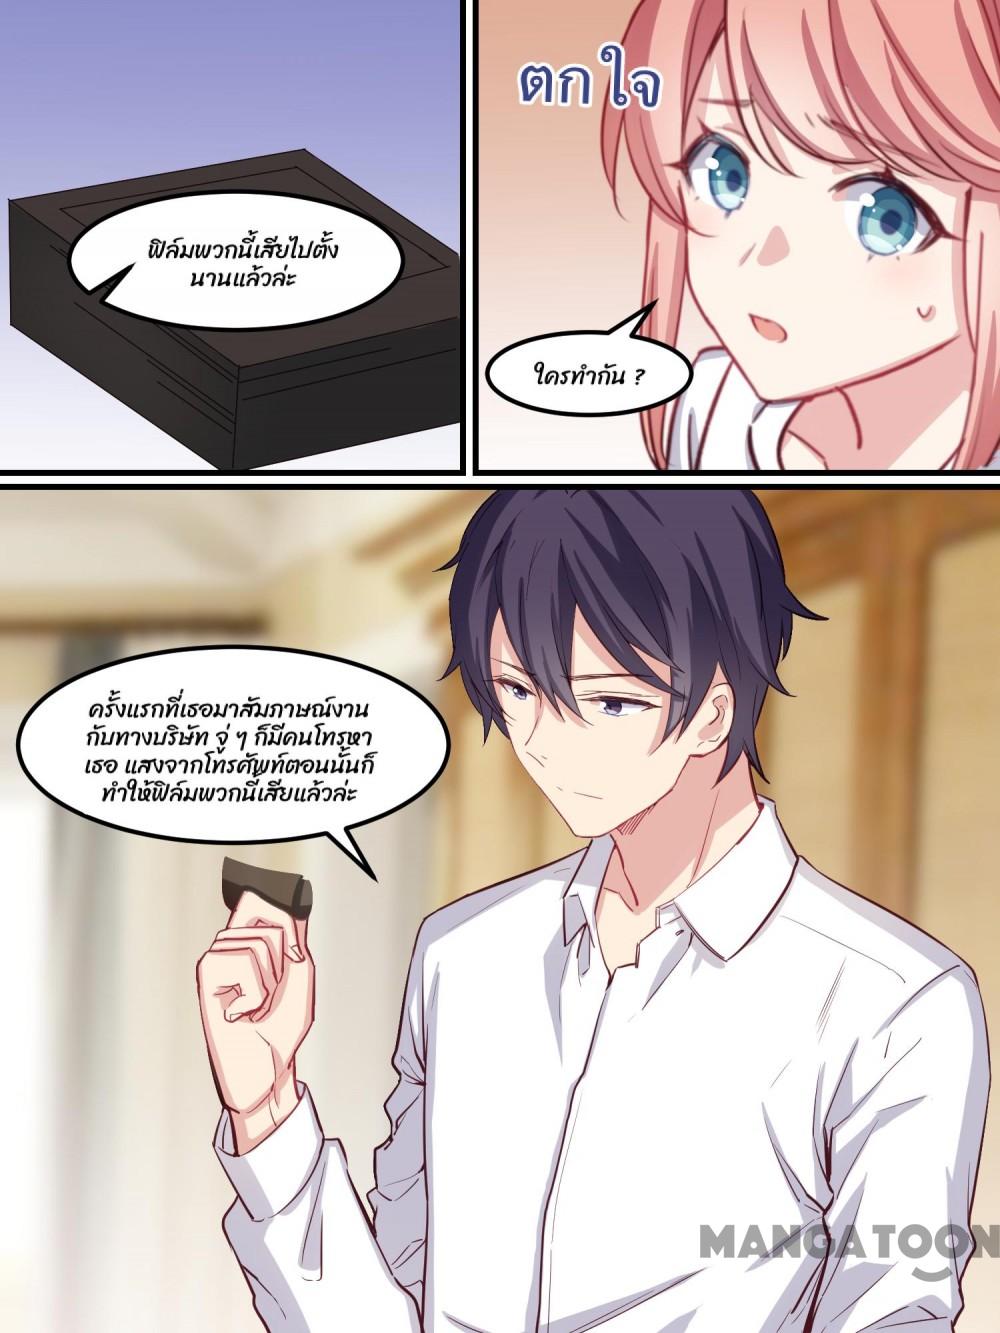 ฟิล์มพวกนี้เสียไปตั้ง
นานแล้วล่ะ
ตกใจ
ใครทำกัน ?
ครั้งแรกที่เธอมาสัมภาษณ์งาน
กับทางบริษัท จู่ ๆ ก็มีคนโทรหา
เธอ แสงจากโทรศัพท์ตอนนั้นก็
ทำให้ฟิล์มพวกนี้เสียแล้วล่ะ
MANGATOON